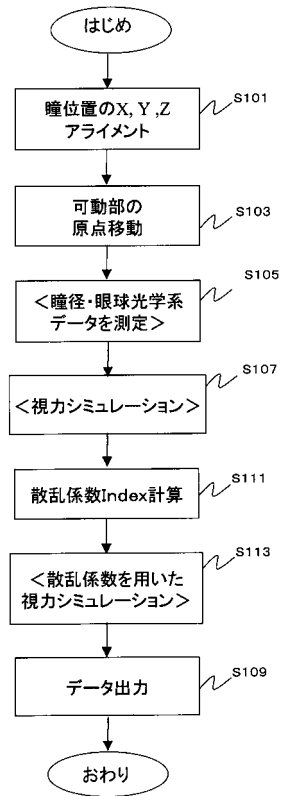 はじめ
瞳位置のX, Y ,Z
アライメント
S101
可動部の
原点移動
S103
<瞳径・眼球光学系
データを測定>
S105
<視力シミュレーション>
S107
散乱係数Index計算
S111
<散乱係数を用いた
視力シミュレーション>
S113
データ出力
S109
おわり